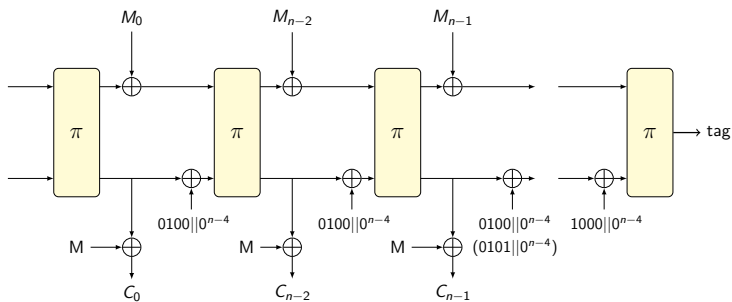 M₀ Mₙ₋₂ Mₙ₋₁
π π π π tag
0100||0ⁿ⁻⁴ 0100||0ⁿ⁻⁴ 0100||0ⁿ⁻⁴ 1000||0ⁿ⁻⁴
M M M (0101||0ⁿ⁻⁴)
C₀ Cₙ₋₂ Cₙ₋₁